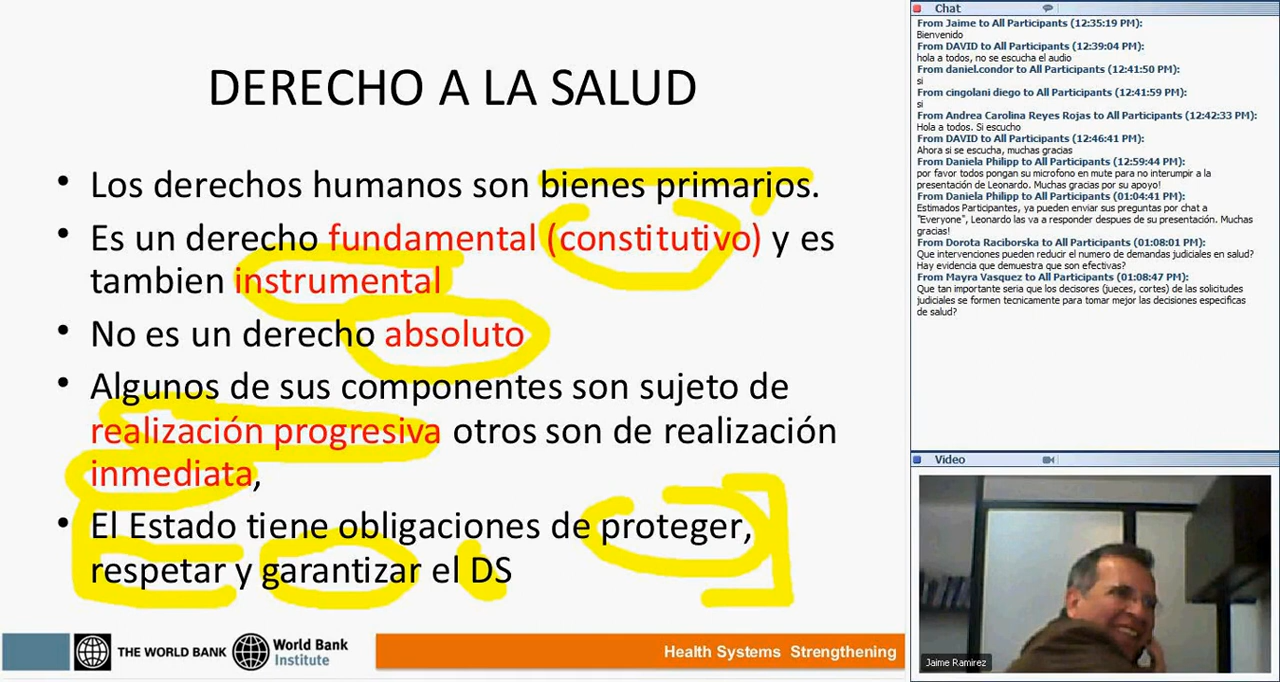 DERECHO A LA SALUD
• Los derechos humanos son bienes primarios.
• Es un derecho fundamental (constitutivo) y es
tambien instrumental
• No es un derecho absoluto
• Algunos de sus componentes son sujeto de
realización progresiva otros son de realización
inmediata,
• El Estado tiene obligaciones de proteger,
respetar y garantizar el DS
THE WORLD BANK
World Bank
Institute
Health Systems Strengthening
Chat
From Jaime to All Participants (12:35:19 PM):
Bienvenido
From DAVID to All Participants (12:39:04 PM):
hola a todos, no se escucha el audio
From daniel.condor to All Participants (12:41:50 PM):
si
From cingolani diego to All Participants (12:41:59 PM):
si
From Andrea Carolina Reyes Rojas to All Participants (12:42:33 PM):
Hola a todos. Si escucho
From DAVID to All Participants (12:46:41 PM):
Ahora si se escucha, muchas gracias
From Daniela Philipp to All Participants (12:59:44 PM):
por favor todos pongan su microfono en mute para no interumpir a la
presentación de Leonardo. Muchas gracias por su apoyo!
From Daniela Philipp to All Participants (01:04:41 PM):
Estimados Participantes, ya pueden enviar sus preguntas por chat a
"Everyone", Leonardo las va a responder despues de su presentación. Muchas
gracias!
From Dorota Raciborska to All Participants (01:08:01 PM):
Que intervenciones pueden reducir el numero de demandas judiciales en salud?
Hay evidencia que demuestra que son efectivas?
From Mayra Vasquez to All Participants (01:08:47 PM):
Que tan importante seria que los decisores (jueces, cortes) de las solicitudes
judiciales se formen tecnicamente para tomar mejor las decisiones especificas
de salud?
Video
Jaime Ramirez